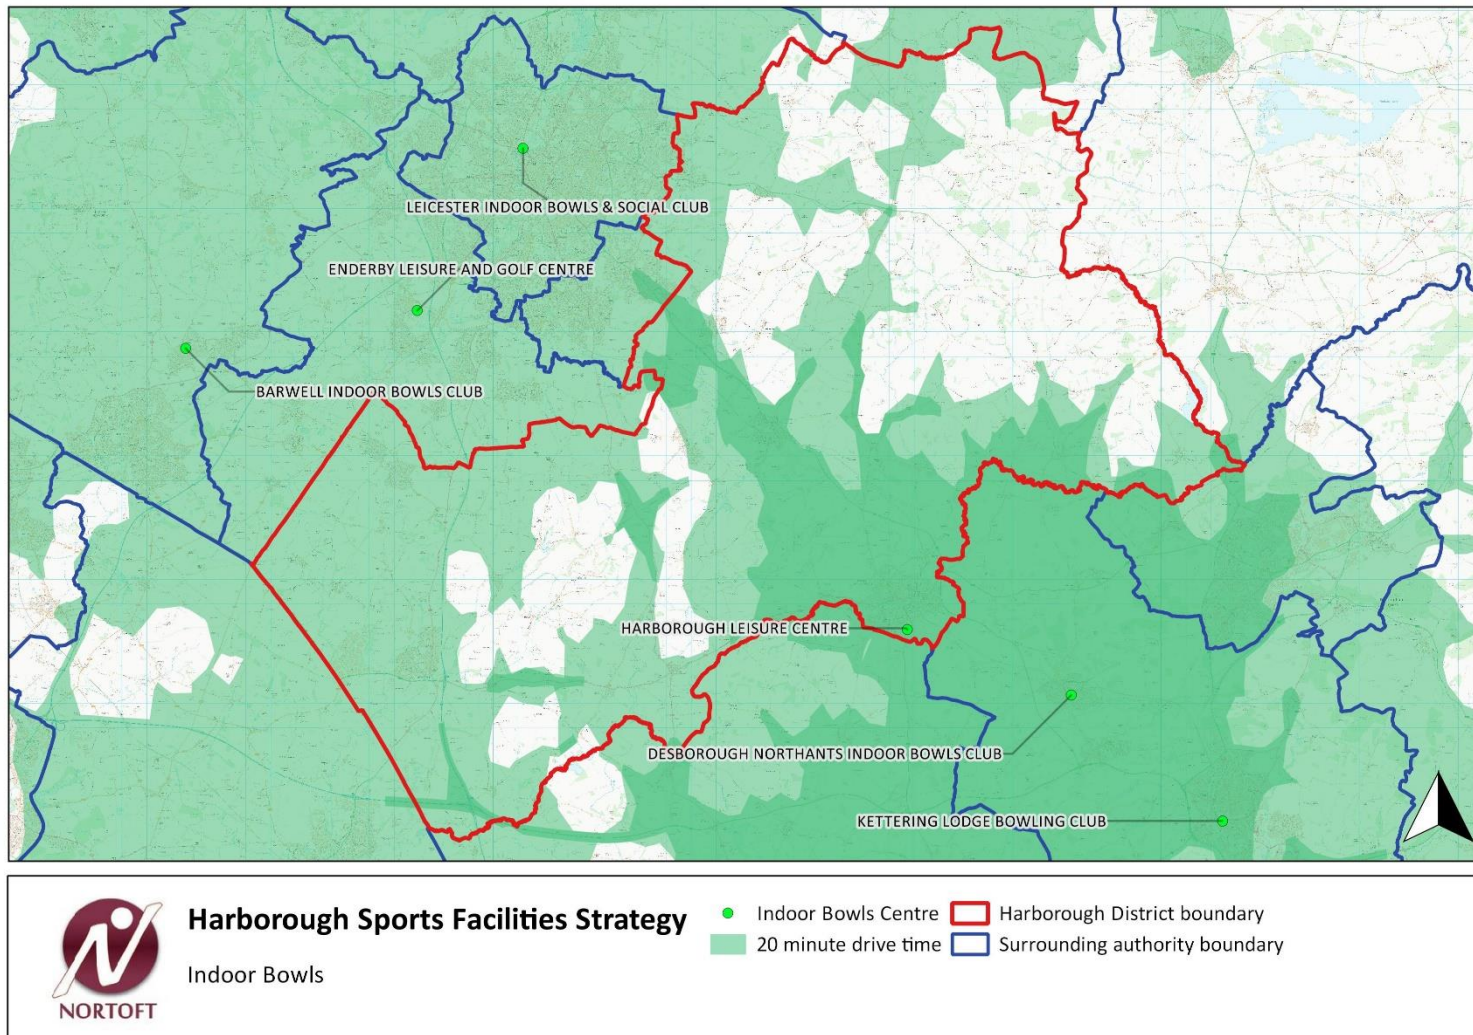 LEICESTER INDOOR BOWLS & SOCIAL CLUB
ENDERBY LEISURE AND GOLF CENTRE
BARWELL INDOOR BOWLS CLUB
HARBOROUGH LEISURE CENTRE
DESBOROUGH NORTHANTS INDOOR BOWLS CLUB
KETTERING LODGE BOWLING CLUB
NORTOFT
Harborough Sports Facilities Strategy
Indoor Bowls
Indoor Bowls Centre
20 minute drive time
Harborough District boundary
Surrounding authority boundary